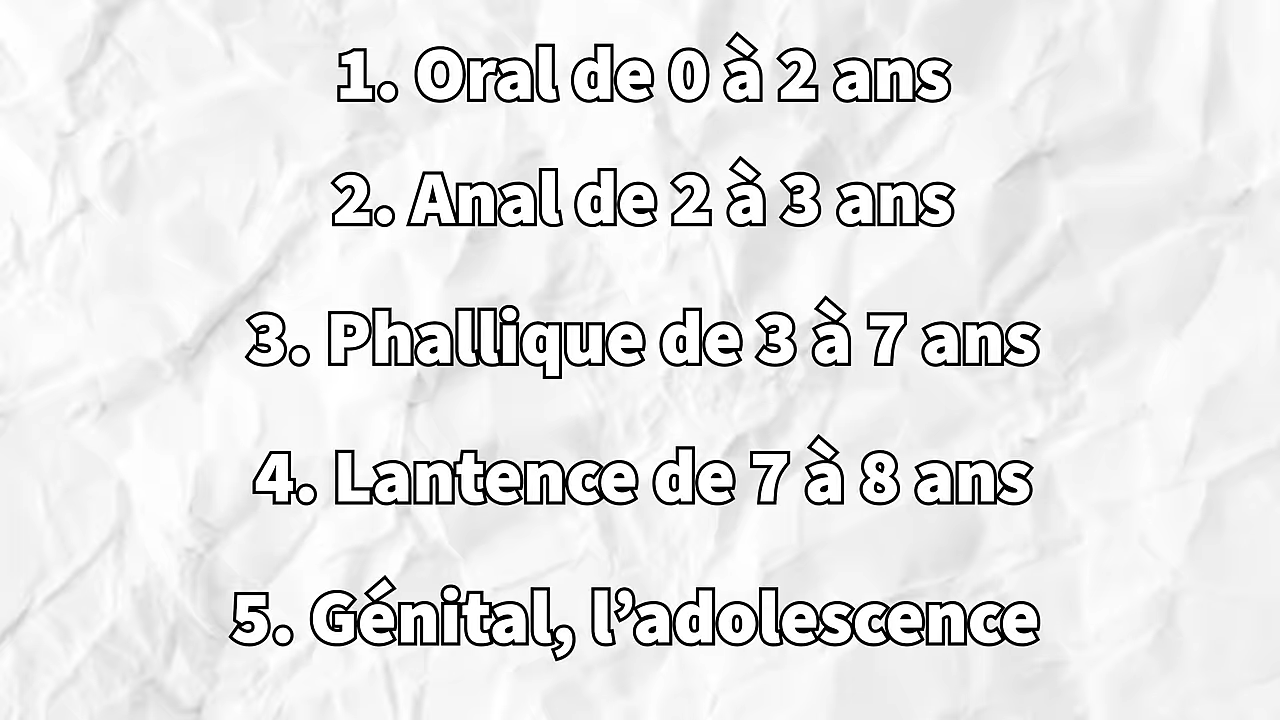 1. Oral de 0 à 2 ans
2. Anal de 2 à 3 ans
3. Phallique de 3 à 7 ans
4. Lantence de 7 à 8 ans
5. Génital, l’adolescence